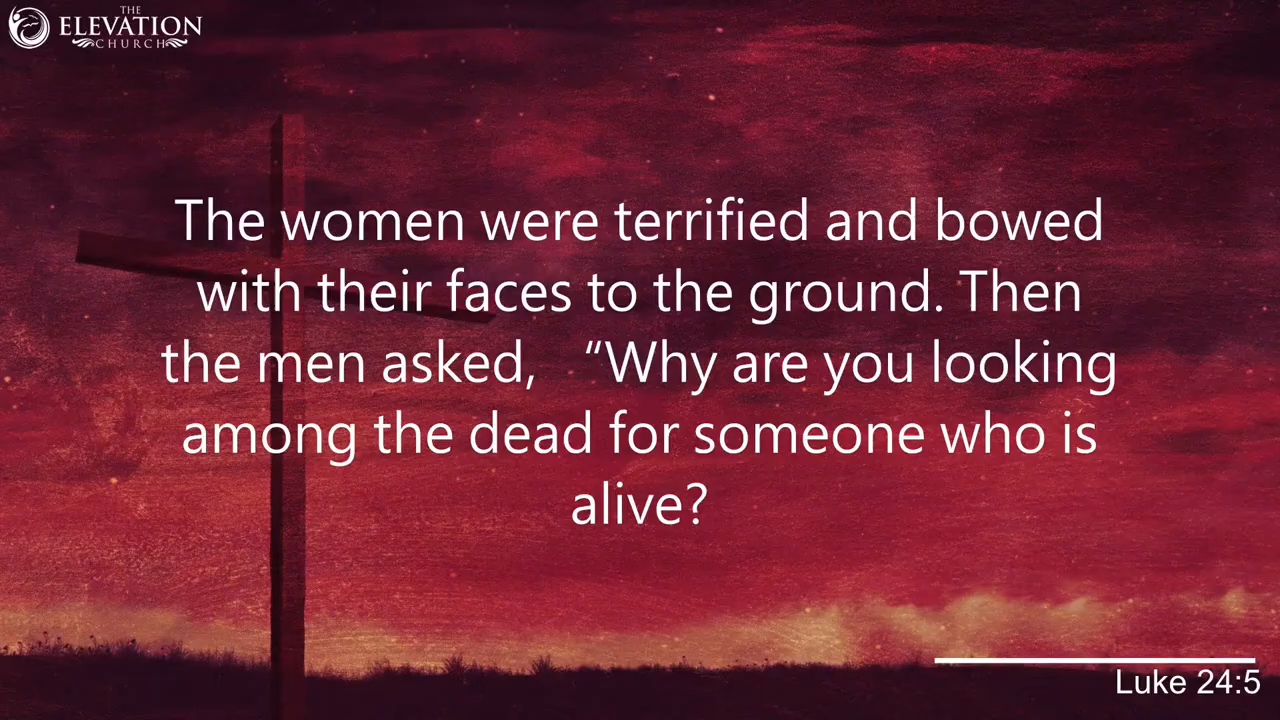 THE
ELEVATION
CHURCH
The women were terrified and bowed
with their faces to the ground. Then
the men asked, “Why are you looking
among the dead for someone who is
alive?
Luke 24:5